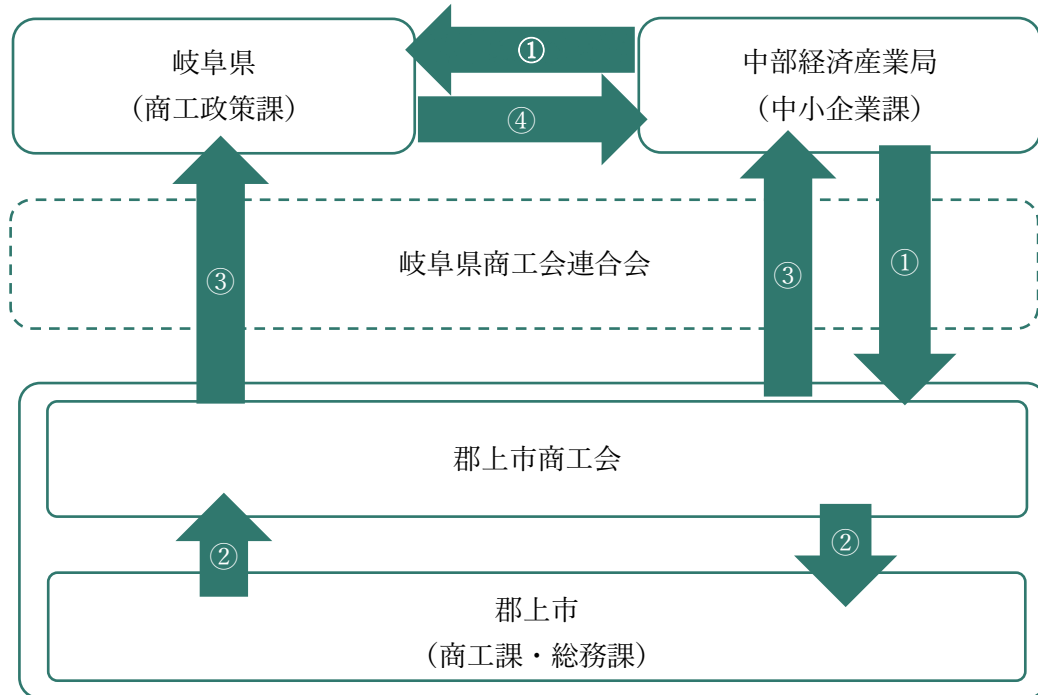 岐阜県
（商工政策課）
①
④
中部経済産業局
（中小企業課）
岐阜県商工会連合会
③
③
①
郡上市商工会
②
②
郡上市
（商工課・総務課）